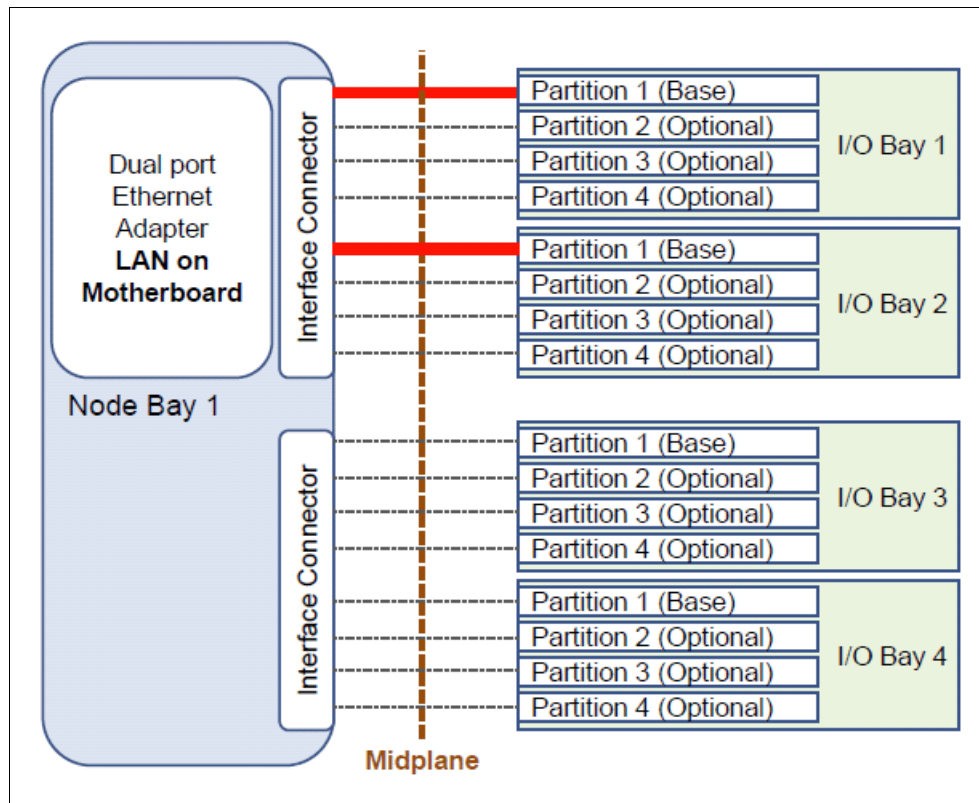 Dual port
Ethernet
Adapter
LAN on
Motherboard
Node Bay 1
Interface Connector
Interface Connector
Partition 1 (Base)
Partition 2 (Optional)
Partition 3 (Optional)
Partition 4 (Optional)
I/O Bay 1
Partition 1 (Base)
Partition 2 (Optional)
Partition 3 (Optional)
Partition 4 (Optional)
I/O Bay 2
Partition 1 (Base)
Partition 2 (Optional)
Partition 3 (Optional)
Partition 4 (Optional)
I/O Bay 3
Partition 1 (Base)
Partition 2 (Optional)
Partition 3 (Optional)
Partition 4 (Optional)
I/O Bay 4
Midplane